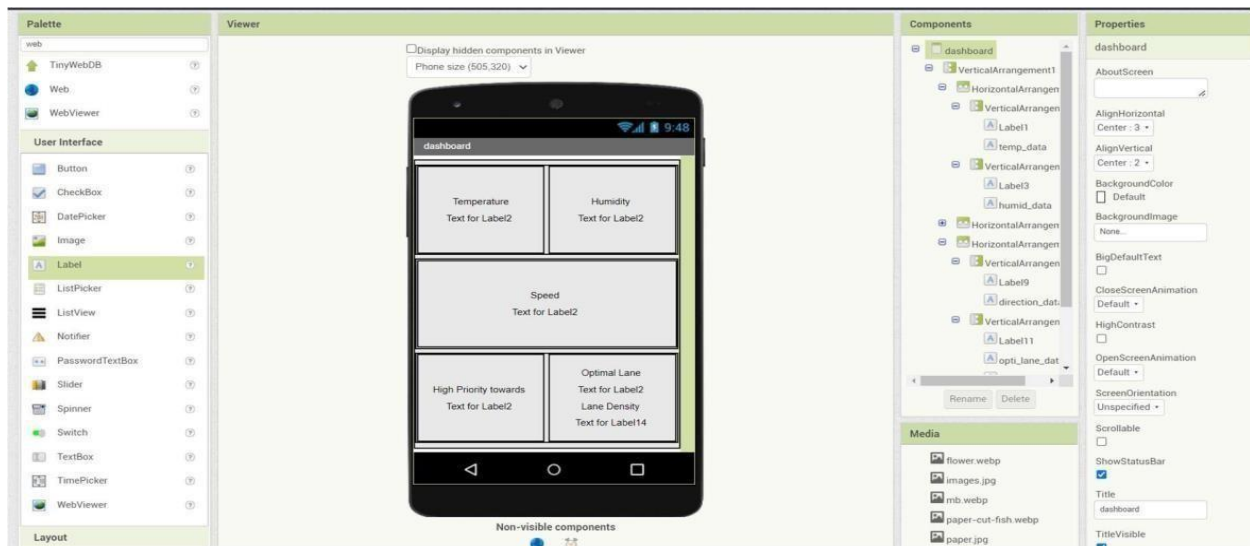 Palette
web
TinyWebDB
Web
WebViewer
User Interface
Button
CheckBox
DatePicker
Image
Label
ListPicker
ListView
Notifier
PasswordTextBox
Slider
Spinner
Switch
TextBox
TimePicker
WebViewer
Layout
Viewer
Display hidden components in Viewer
Phone size (505,320)
9:48
dashboard
Temperature
Text for Label2
Humidity
Text for Label2
Speed
Text for Label2
High Priority towards
Text for Label2
Optimal Lane
Text for Label2
Lane Density
Text for Label14
Non-visible components
Components
dashboard
VerticalArrangement1
HorizontalArrangen
VerticalArrangen
Label1
temp_data
VerticalArrangen
Label3
humid_data
HorizontalArrangen
HorizontalArrangen
VerticalArrangen
Label9
direction_dat
VerticalArrangen
Label11
opti_lane_dat
Rename Delete
Media
flower.webp
images.jpg
mb.webp
paper-cut-fish.webp
paper.jpg
Properties
dashboard
AboutScreen
AlignHorizontal
Center : 3
AlignVertical
Center : 2
BackgroundColor
Default
BackgroundImage
None...
BigDefaultText
CloseScreenAnimation
Default
HighContrast
OpenScreenAnimation
Default
ScreenOrientation
Unspecified
Scrollable
ShowStatusBar
Title
dashboard
TitleVisible